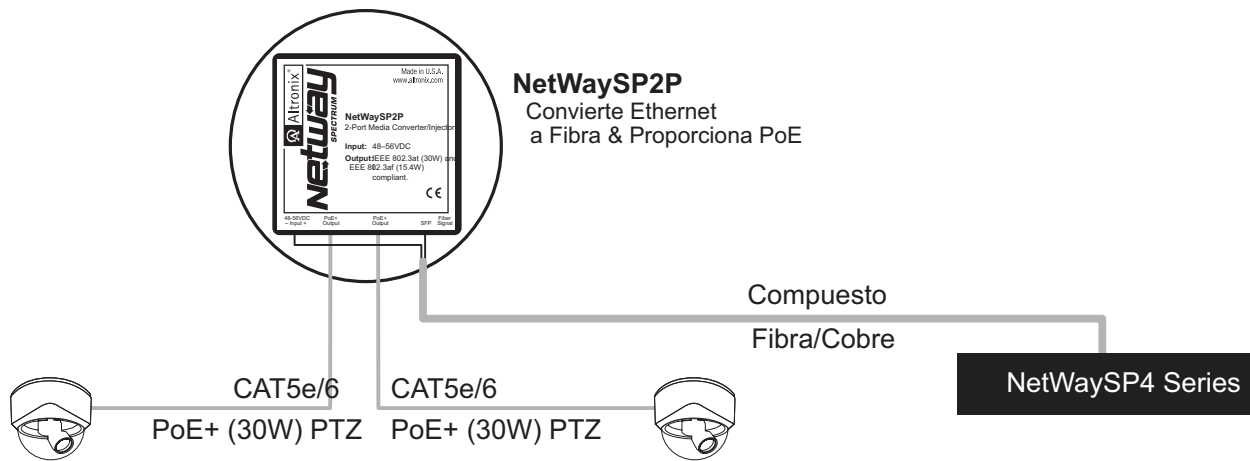 Altronix®
Netway
SPECTRUM
Made in U.S.A.
www.altronix.com
NetWaySP2P
2-Port Media Converter/Injector
Input: 48–56VDC
Output:IEEE 802.3at (30W) and
EEE 802.3af (15.4W)
compliant.
CE
48-56VDC
– Input +
PoE+
Output
PoE+
Output
SFP
Fiber
Signal
NetWaySP2P
Convierte Ethernet
a Fibra & Proporciona PoE
Compuesto
Fibra/Cobre
NetWaySP4 Series
CAT5e/6
PoE+ (30W) PTZ
CAT5e/6
PoE+ (30W) PTZ